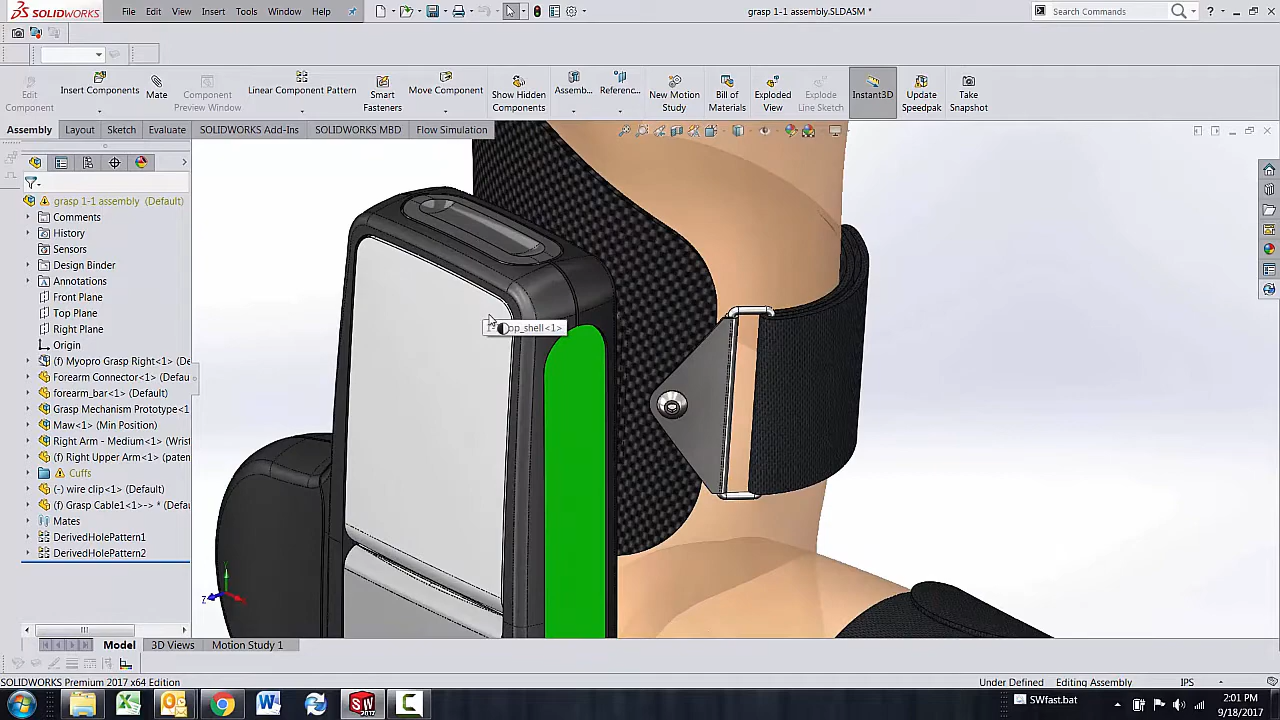 SOLIDWORKS File Edit View Insert Tools Window Help grasp 1-1 assembly.SLDASM * Search Commands ?
Edit Component
Insert Components
Mate
Component Preview Window
Linear Component Pattern
Smart Fasteners
Move Component
Show Hidden Components
Assemb...
Referenc...
New Motion Study
Bill of Materials
Exploded View
Explode Line Sketch
Instant3D
Update Speedpak
Take Snapshot
Assembly Layout Sketch Evaluate SOLIDWORKS Add-Ins SOLIDWORKS MBD Flow Simulation
grasp 1-1 assembly (Default)
Comments
History
Sensors
Design Binder
Annotations
Front Plane
Top Plane
Right Plane
Origin
(f) Myopro Grasp Right<1> (De
Forearm Connector<1> (Defau
forearm_bar<1> (Default)
Grasp Mechanism Prototype<1
Maw<1> (Min Position)
Right Arm - Medium<1> (Wrist
(f) Right Upper Arm<1> (paten
Cuffs
(-) wire clip<1> (Default)
(f) Grasp Cable1<1>-> * (Defau
Mates
DerivedHolePattern1
DerivedHolePattern2
op_shell<1>
Z
Model 3D Views Motion Study 1
SOLIDWORKS Premium 2017 x64 Edition Under Defined Editing Assembly IPS
SWfast.bat
2:01 PM
9/18/2017